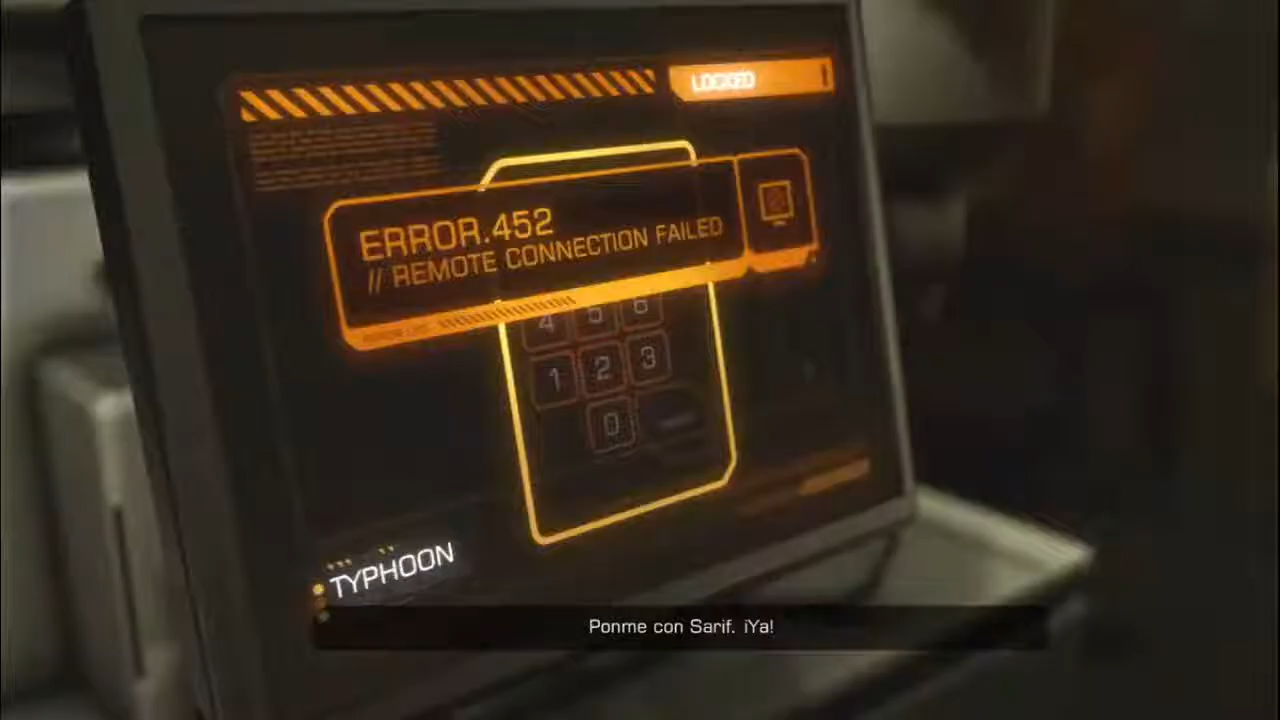 LOCKED
ERROR.452
// REMOTE CONNECTION FAILED
4 5 6
1 2 3
0
TYPHOON
Ponme con Sarif. ¡Ya!